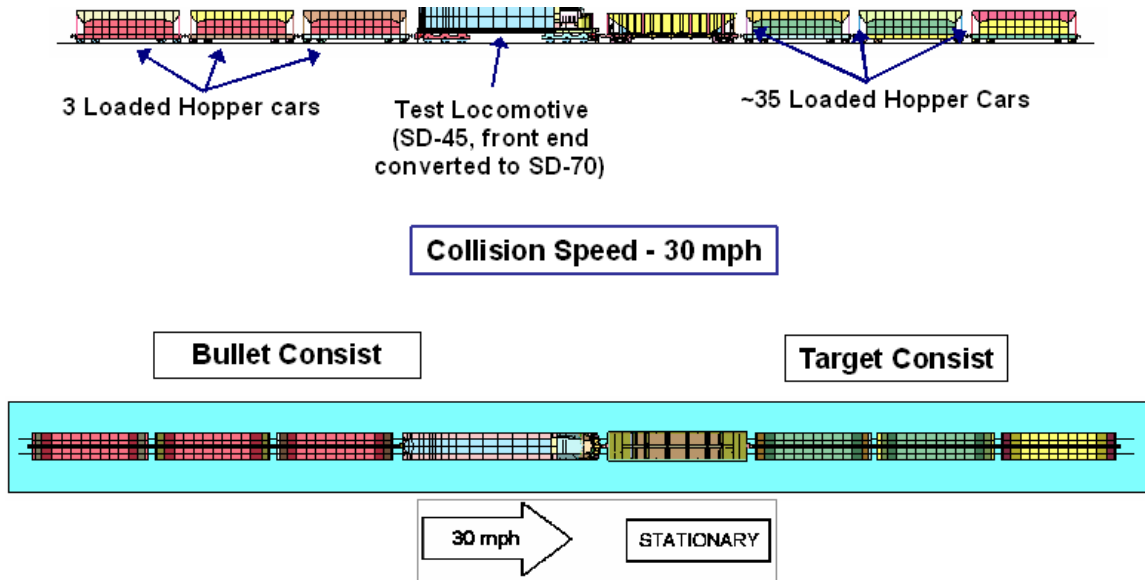 3 Loaded Hopper cars
Test Locomotive
(SD-45, front end
converted to SD-70)
~35 Loaded Hopper Cars
Collision Speed - 30 mph
Bullet Consist
Target Consist
30 mph
STATIONARY